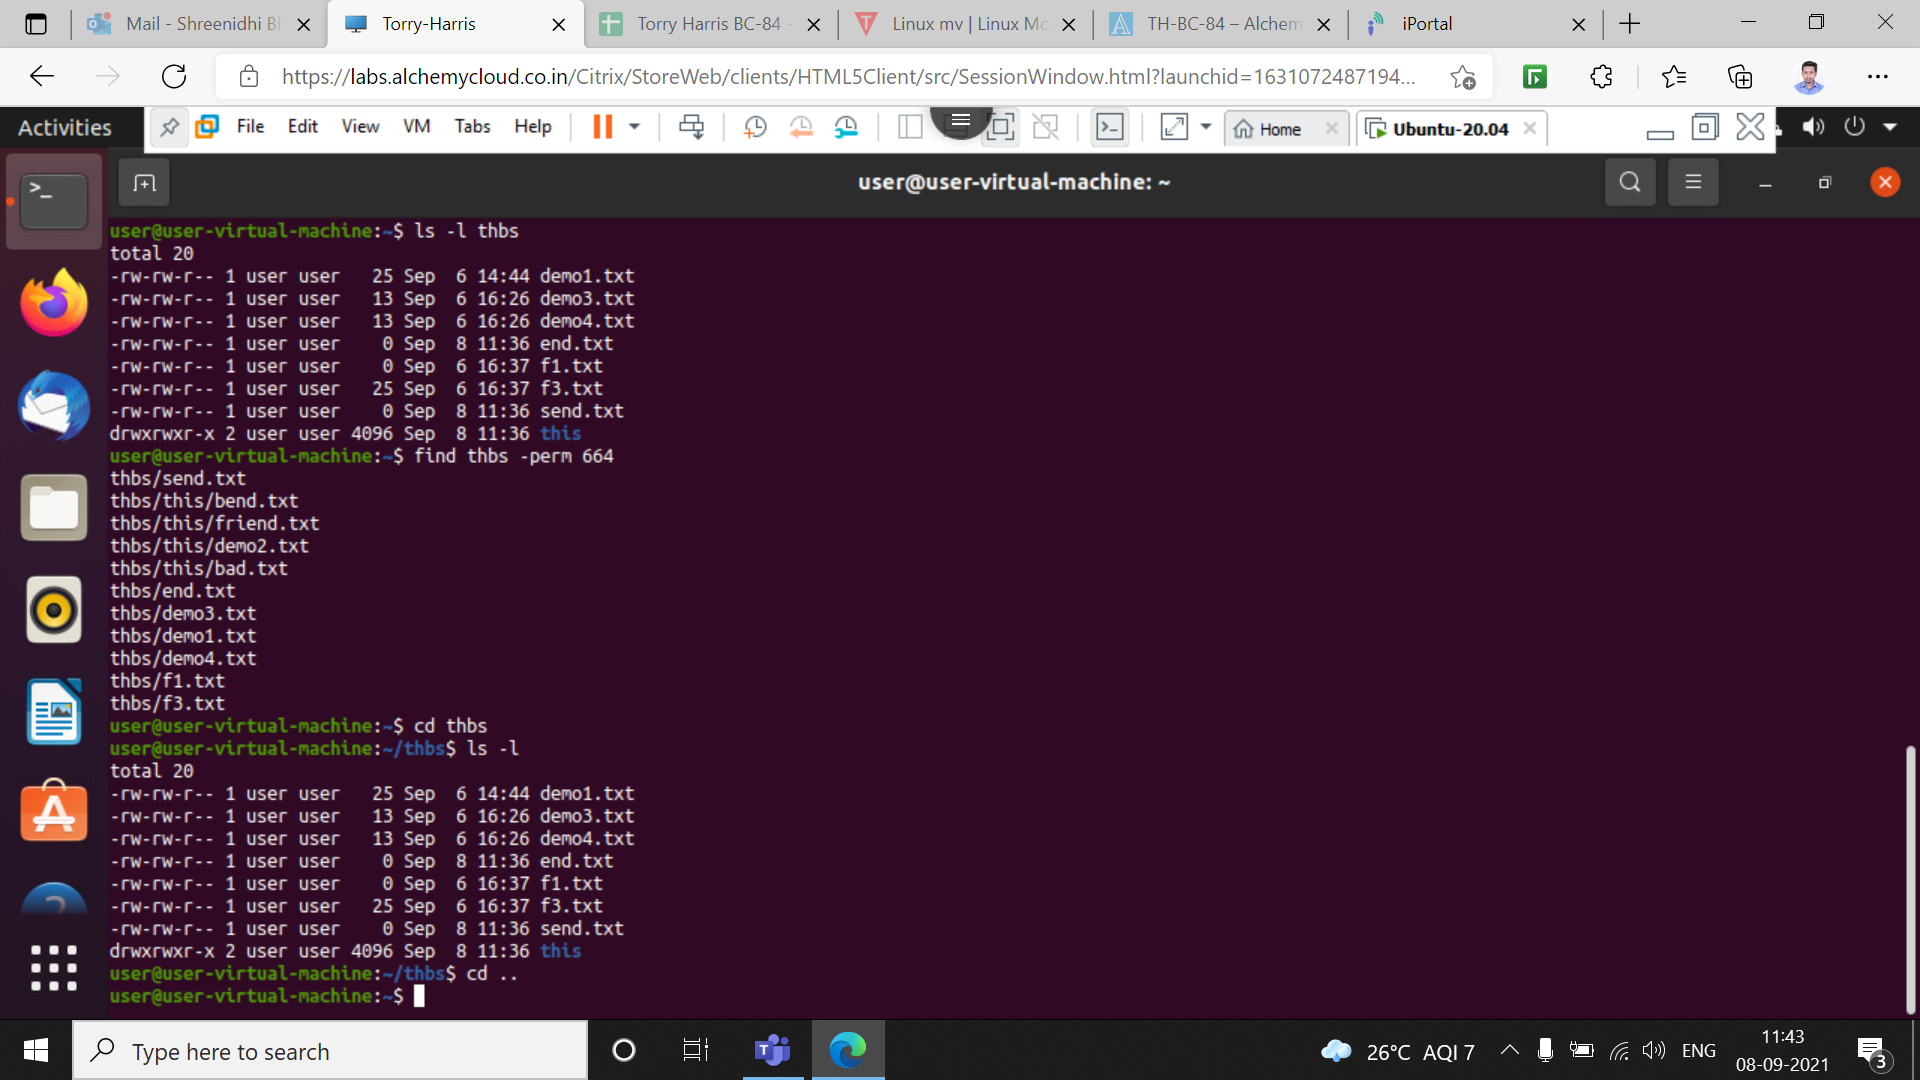 Mail - Shreenidhi Bh
Torry-Harris
Torry Harris BC-84 -
Linux mv | Linux Mo
TH-BC-84 – Alchem
iPortal
https://labs.alchemycloud.co.in/Citrix/StoreWeb/clients/HTML5Client/src/SessionWindow.html?launchid=1631072487194...
Activities
File Edit View VM Tabs Help
Home
Ubuntu-20.04
user@user-virtual-machine: ~
user@user-virtual-machine:~$ ls -l thbs
total 20
-rw-rw-r-- 1 user user   25 Sep  6 14:44 demo1.txt
-rw-rw-r-- 1 user user   13 Sep  6 16:26 demo3.txt
-rw-rw-r-- 1 user user   13 Sep  6 16:26 demo4.txt
-rw-rw-r-- 1 user user    0 Sep  8 11:36 end.txt
-rw-rw-r-- 1 user user    0 Sep  6 16:37 f1.txt
-rw-rw-r-- 1 user user   25 Sep  6 16:37 f3.txt
-rw-rw-r-- 1 user user    0 Sep  8 11:36 send.txt
drwxrwxr-x 2 user user 4096 Sep  8 11:36 this
user@user-virtual-machine:~$ find thbs -perm 664
thbs/send.txt
thbs/this/bend.txt
thbs/this/friend.txt
thbs/this/demo2.txt
thbs/this/bad.txt
thbs/end.txt
thbs/demo3.txt
thbs/demo1.txt
thbs/demo4.txt
thbs/f1.txt
thbs/f3.txt
user@user-virtual-machine:~$ cd thbs
user@user-virtual-machine:~/thbs$ ls -l
total 20
-rw-rw-r-- 1 user user   25 Sep  6 14:44 demo1.txt
-rw-rw-r-- 1 user user   13 Sep  6 16:26 demo3.txt
-rw-rw-r-- 1 user user   13 Sep  6 16:26 demo4.txt
-rw-rw-r-- 1 user user    0 Sep  8 11:36 end.txt
-rw-rw-r-- 1 user user    0 Sep  6 16:37 f1.txt
-rw-rw-r-- 1 user user   25 Sep  6 16:37 f3.txt
-rw-rw-r-- 1 user user    0 Sep  8 11:36 send.txt
drwxrwxr-x 2 user user 4096 Sep  8 11:36 this
user@user-virtual-machine:~/thbs$ cd ..
user@user-virtual-machine:~$
Type here to search
26°C AQI 7
ENG
11:43
08-09-2021
3